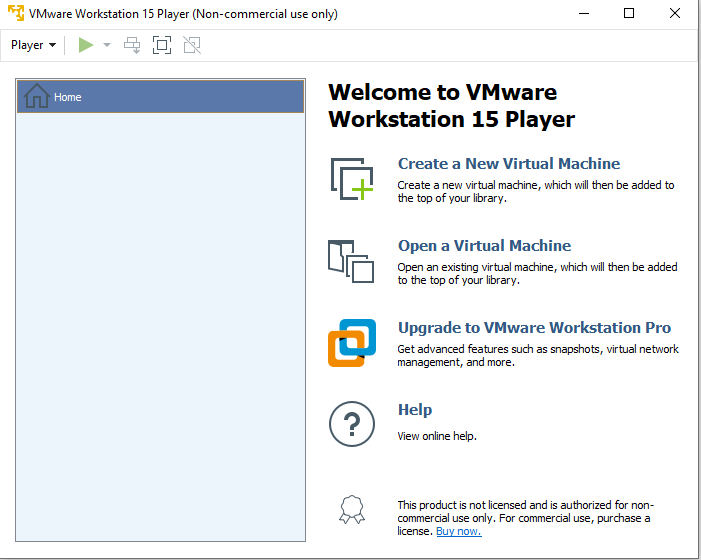 VMware Workstation 15 Player (Non-commercial use only)
Player
Home
Welcome to VMware
Workstation 15 Player
Create a New Virtual Machine
Create a new virtual machine, which will then be added to
the top of your library.
Open a Virtual Machine
Open an existing virtual machine, which will then be added
to the top of your library.
Upgrade to VMware Workstation Pro
Get advanced features such as snapshots, virtual network
management, and more.
?
Help
View online help.
This product is not licensed and is authorized for non-
commercial use only. For commercial use, purchase a
license. Buy now.